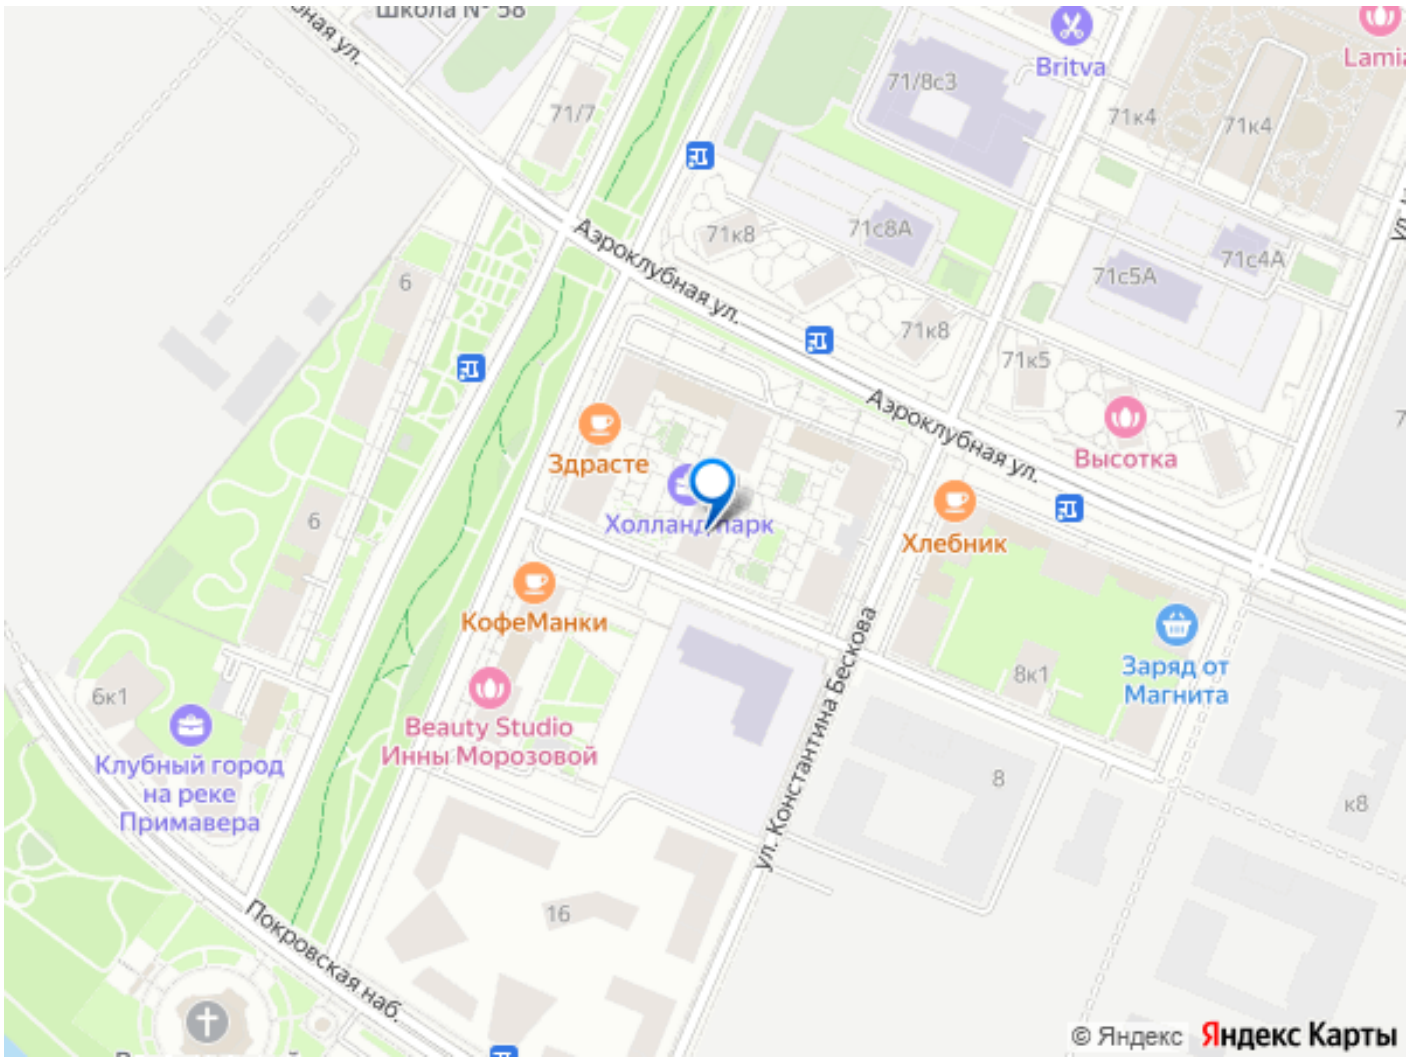 Школа № 58
бная ул.
71/7
Britva
Lamia
71/8с3
71к4
71к4
Аэроклубная ул.
71к8
71с8А
71с4А
71с5А
6
71к8
71к5
Аэроклубная ул.
Высотка
Здрасте
Холланд парк
Хлебник
6
КофеМанки
ул. Константина Бескова
Заряд от
Магнита
8к1
6к1
Beauty Studio
Инны Морозовой
Клубный город
на реке
Примавера
8
к8
16
Покровская наб.
© Яндекс Яндекс Карты